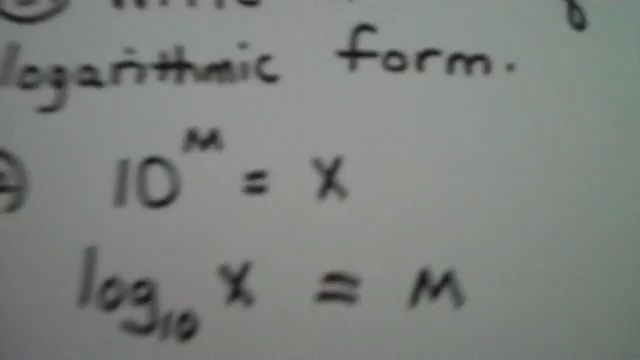 logarithmic form.
10^M = X
log₁₀ X = M